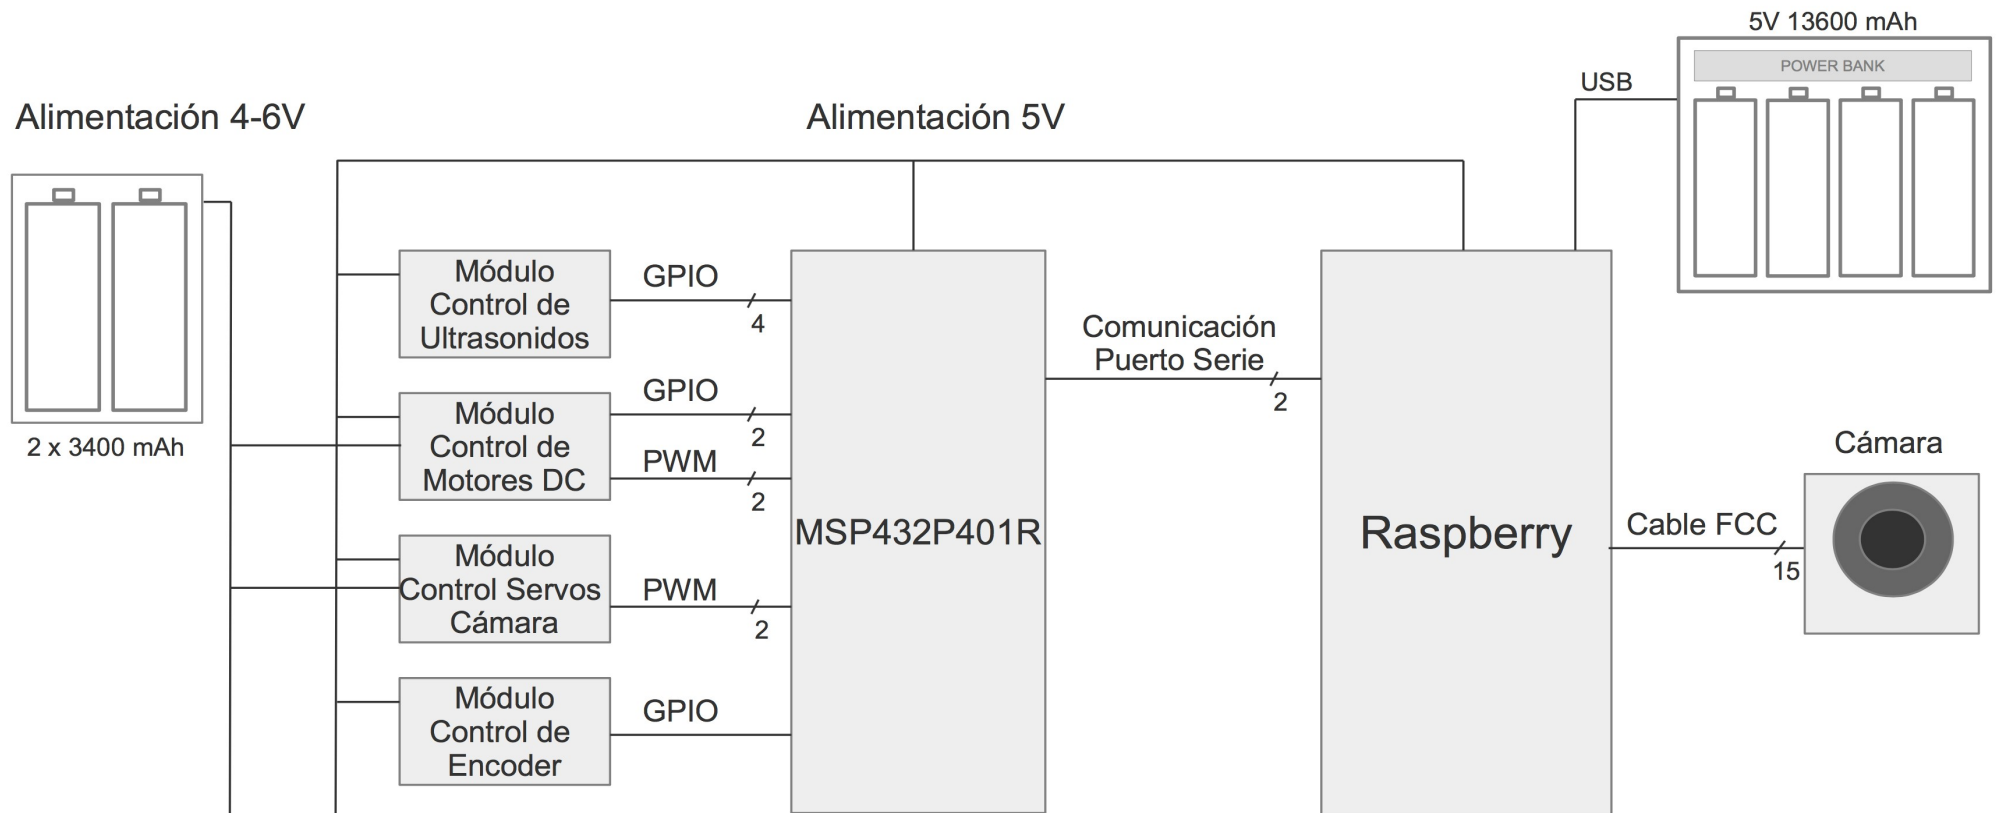 5V 13600 mAh
POWER BANK
USB
Alimentación 4-6V
Alimentación 5V
2 x 3400 mAh
Módulo
Control de
Ultrasonidos
GPIO
4
Módulo
Control de
Motores DC
GPIO
2
PWM
2
Módulo
Control Servos
Cámara
PWM
2
Módulo
Control de
Encoder
GPIO
MSP432P401R
Comunicación
Puerto Serie
2
Raspberry
Cámara
Cable FCC
15